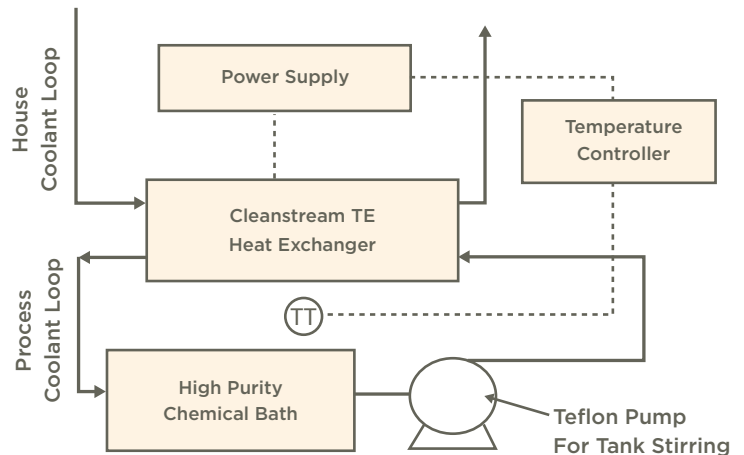 House
Coolant Loop
Power Supply
Temperature
Controller
Cleanstream TE
Heat Exchanger
Process
Coolant Loop
TT
High Purity
Chemical Bath
Teflon Pump
For Tank Stirring